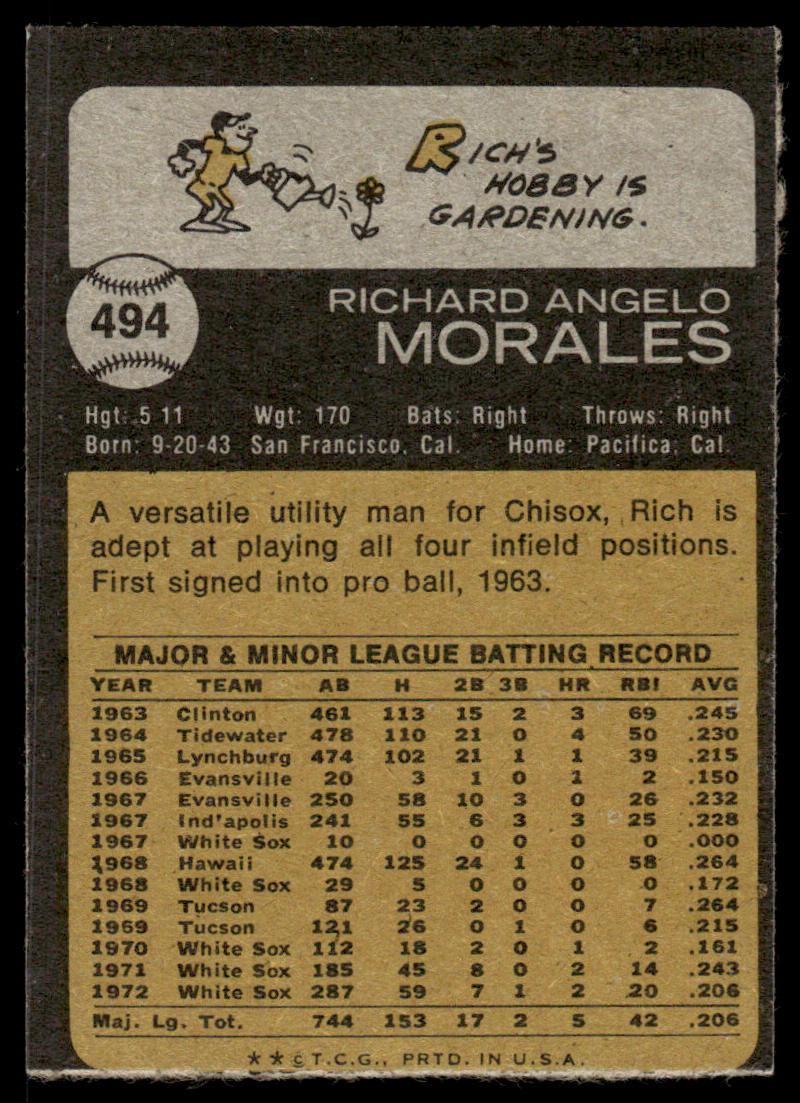 RICH'S
HOBBY IS
GARDENING.
494
RICHARD ANGELO
MORALES
Hgt: 5 11 Wgt: 170 Bats: Right Throws: Right
Born: 9-20-43 San Francisco, Cal. Home: Pacifica, Cal.
A versatile utility man for Chisox, Rich is
adept at playing all four infield positions.
First signed into pro ball, 1963.
MAJOR & MINOR LEAGUE BATTING RECORD
YEAR TEAM AB H 2B 3B HR RBI AVG
1963 Clinton 461 113 15 2 3 69 .245
1964 Tidewater 478 110 21 0 4 50 .230
1965 Lynchburg 474 102 21 1 1 39 .215
1966 Evansville 20 3 1 0 1 2 .150
1967 Evansville 250 58 10 3 0 26 .232
1967 Ind'apolis 241 55 6 3 3 25 .228
1967 White Sox 10 0 0 0 0 0 .000
1968 Hawaii 474 125 24 1 0 58 .264
1968 White Sox 29 5 0 0 0 0 .172
1969 Tucson 87 23 2 0 0 7 .264
1969 Tucson 121 26 0 1 0 6 .215
1970 White Sox 112 18 2 0 1 2 .161
1971 White Sox 185 45 8 0 2 14 .243
1972 White Sox 287 59 7 1 2 20 .206
Maj. Lg. Tot. 744 153 17 2 5 42 .206
★★© T.C.G., PRTD. IN U.S.A.